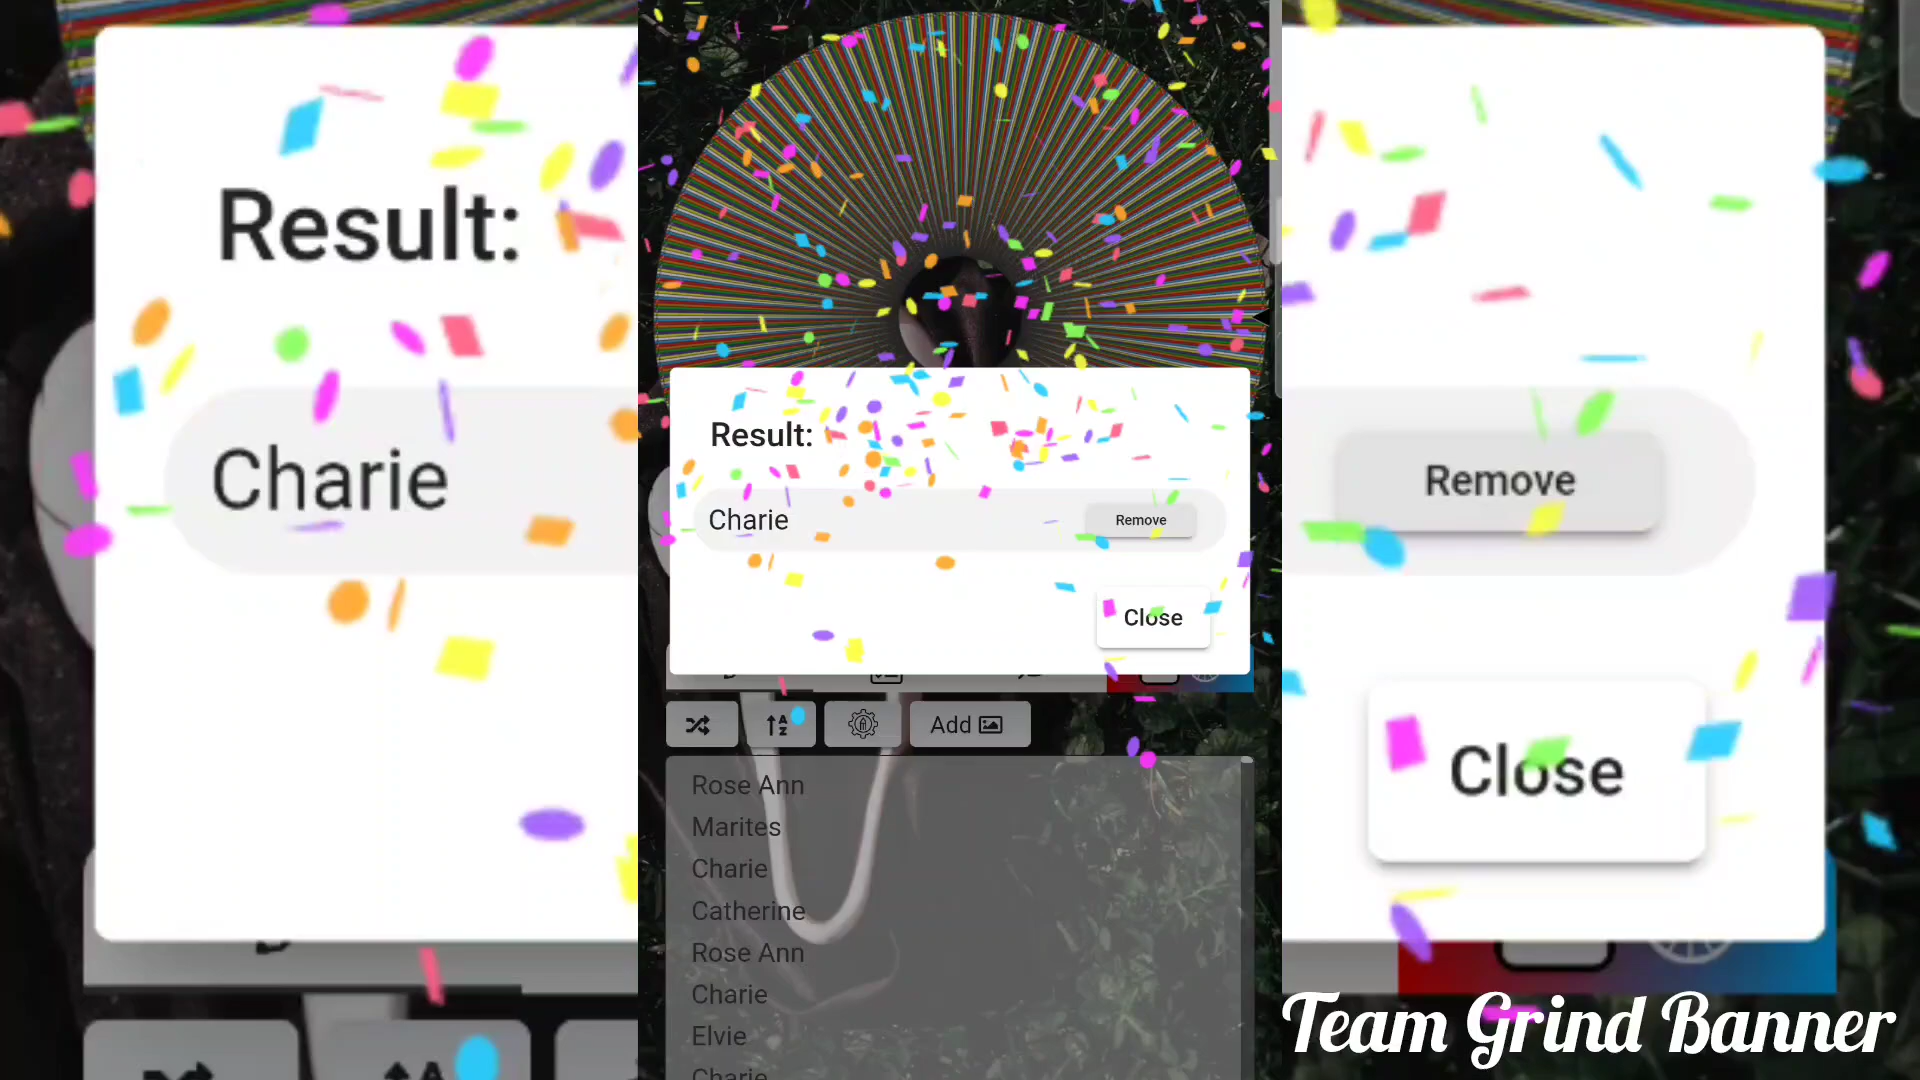 Result:
Charie
Result:
Charie
Remove
Close
Add
Rose Ann
Marites
Charie
Catherine
Rose Ann
Charie
Elvie
Charie
Remove
Close
Team Grind Banner